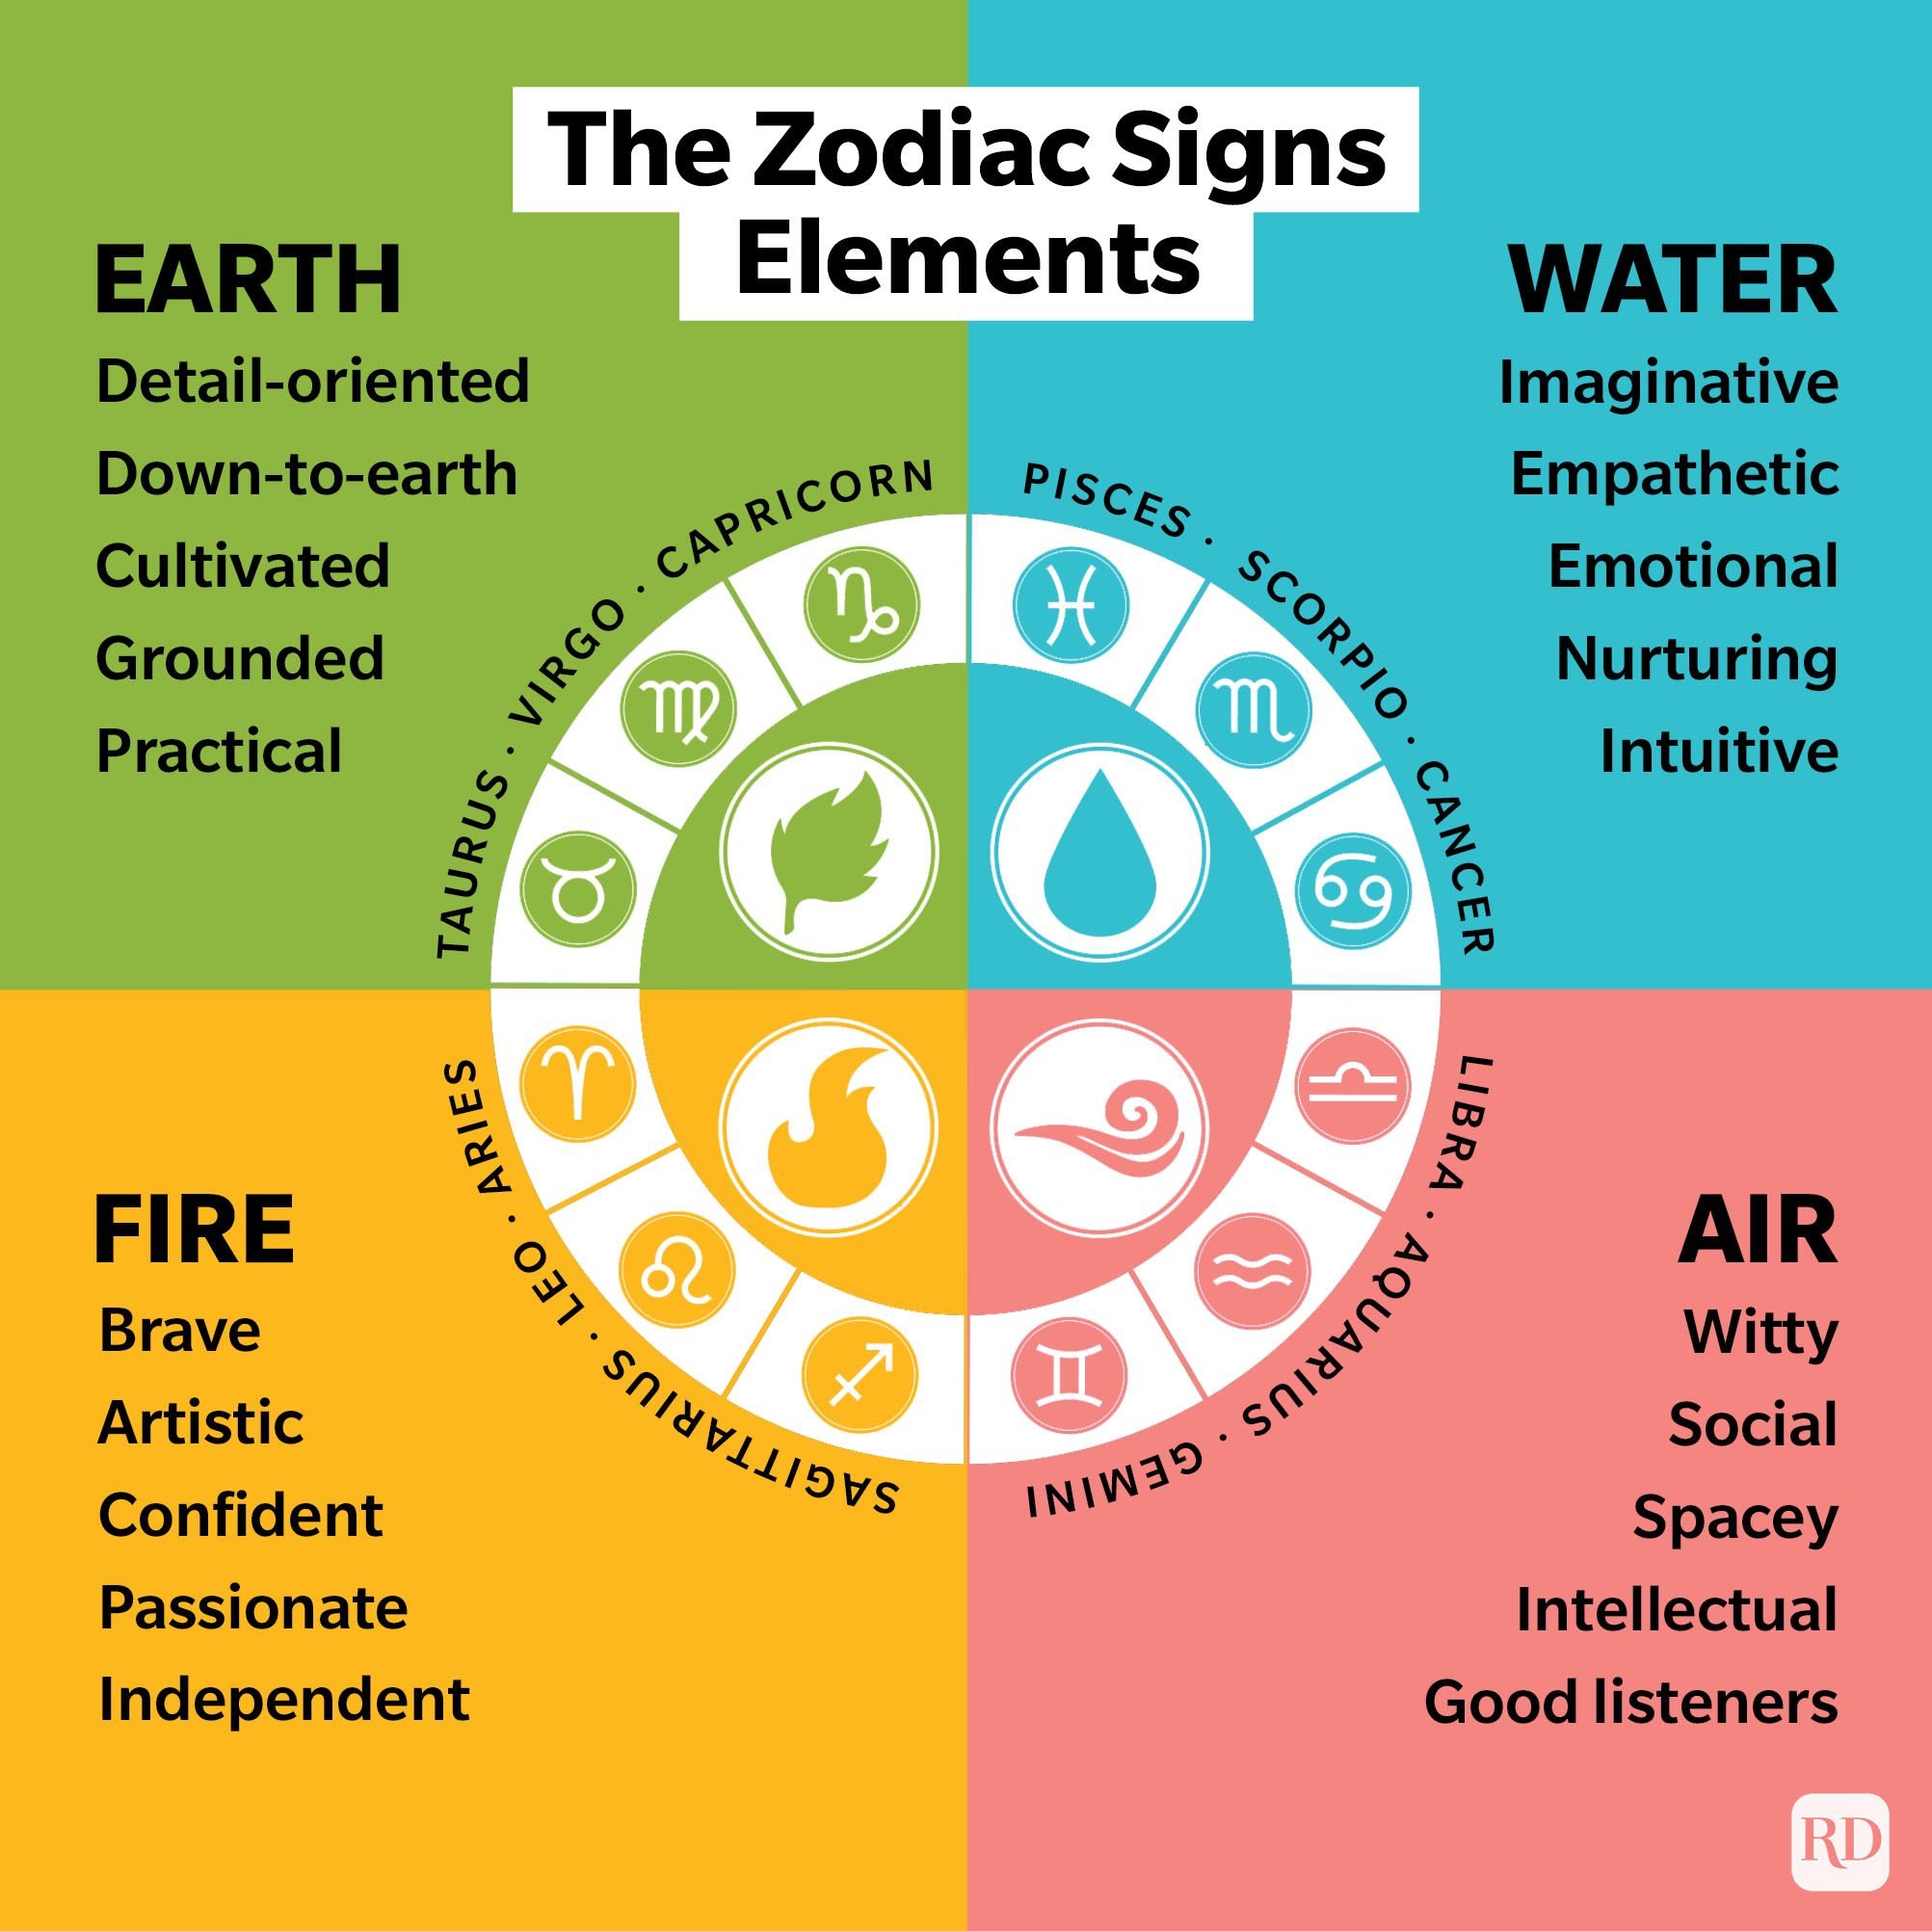 The Zodiac Signs
Elements
EARTH
Detail-oriented
Down-to-earth
Cultivated
Grounded
Practical
WATER
Imaginative
Empathetic
Emotional
Nurturing
Intuitive
TAURUS · VIRGO · CAPRICORN
PISCES · SCORPIO · CANCER
LIBRA · AQUARIUS · GEMINI
SAGITTARIUS · LEO · ARIES
FIRE
Brave
Artistic
Confident
Passionate
Independent
AIR
Witty
Social
Spacey
Intellectual
Good listeners
RD